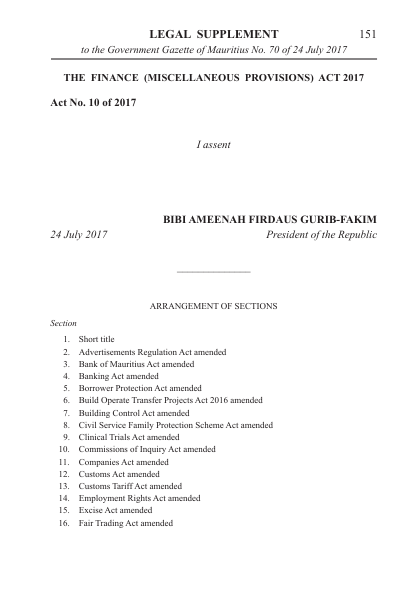 LEGAL SUPPLEMENT 151
to the Government Gazette of Mauritius No. 70 of 24 July 2017
THE FINANCE (MISCELLANEOUS PROVISIONS) ACT 2017
Act No. 10 of 2017
I assent
BIBI AMEENAH FIRDAUS GURIB-FAKIM
24 July 2017 President of the Republic
ARRANGEMENT OF SECTIONS
Section
1. Short title
2. Advertisements Regulation Act amended
3. Bank of Mauritius Act amended
4. Banking Act amended
5. Borrower Protection Act amended
6. Build Operate Transfer Projects Act 2016 amended
7. Building Control Act amended
8. Civil Service Family Protection Scheme Act amended
9. Clinical Trials Act amended
10. Commissions of Inquiry Act amended
11. Companies Act amended
12. Customs Act amended
13. Customs Tariff Act amended
14. Employment Rights Act amended
15. Excise Act amended
16. Fair Trading Act amended